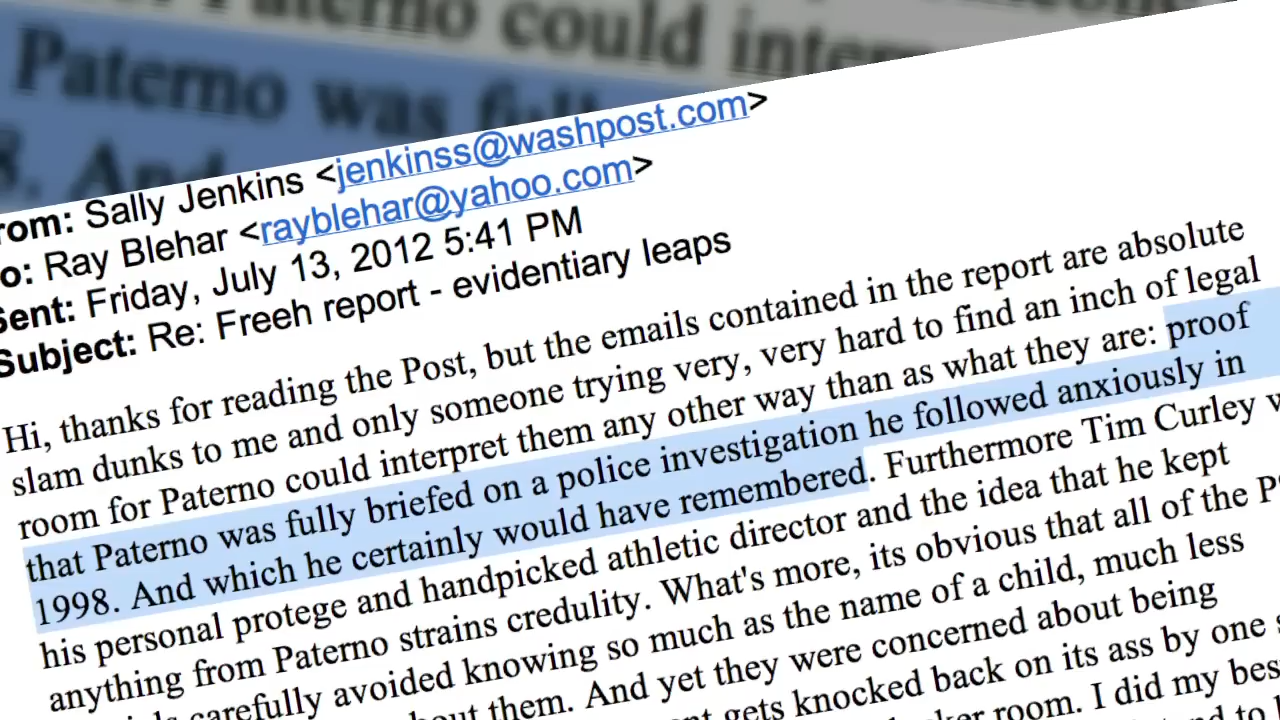 Paterno could
Paterno was
And
rom: Sally Jenkins <jenkinss@washpost.com>
o: Ray Blehar <rayblehar@yahoo.com>
Sent: Friday, July 13, 2012 5:41 PM
Subject: Re: Freeh report - evidentiary leaps
Hi, thanks for reading the Post, but the emails contained in the report are absolute
slam dunks to me and only someone trying very, very hard to find an inch of legal
room for Paterno could interpret them any other way than as what they are: proof
that Paterno was fully briefed on a police investigation he followed anxiously in
1998. And which he certainly would have remembered. Furthermore Tim Curley w
his personal protege and handpicked athletic director and the idea that he kept
anything from Paterno strains credulity. What's more, its obvious that all of the P
carefully avoided knowing so much as the name of a child, much less
out them. And yet they were concerned about being
gets knocked back on its ass by one
room. I did my bes